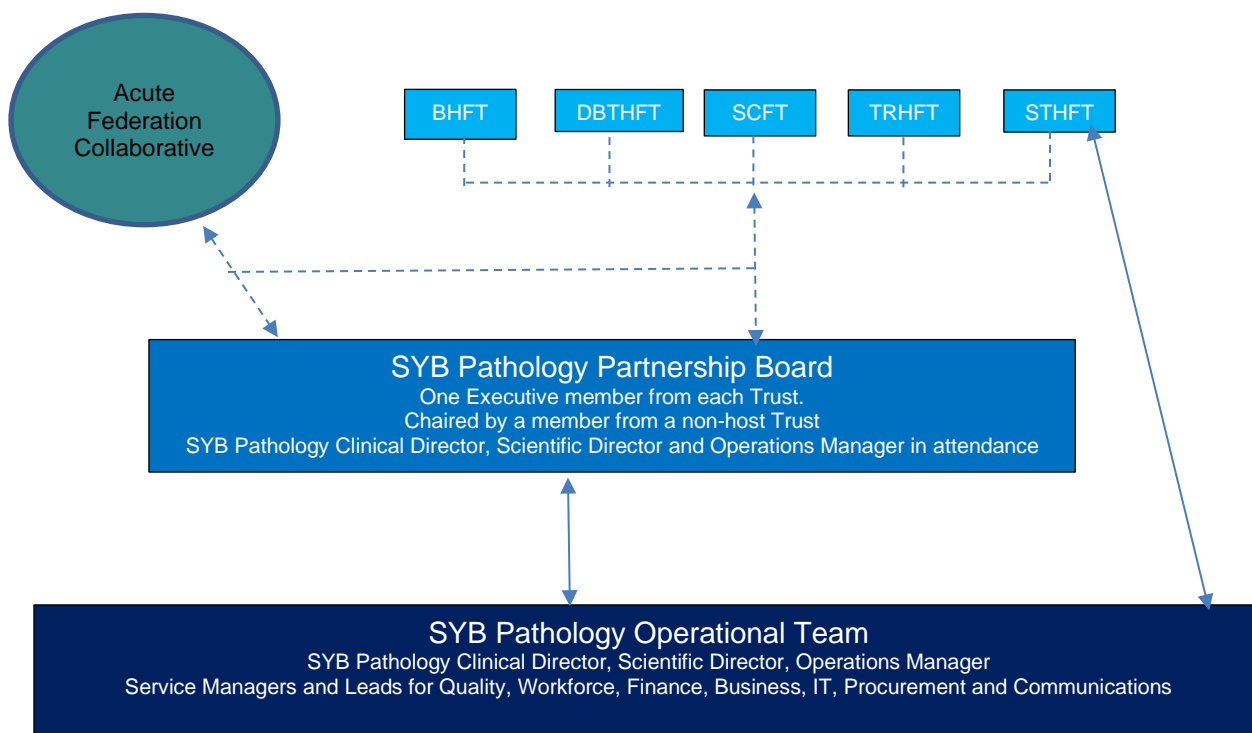 Acute
Federation
Collaborative
BHFT
DBTHFT
SCFT
TRHFT
STHFT
SYB Pathology Partnership Board
One Executive member from each Trust.
Chaired by a member from a non-host Trust
SYB Pathology Clinical Director, Scientific Director and Operations Manager in attendance
SYB Pathology Operational Team
SYB Pathology Clinical Director, Scientific Director, Operations Manager
Service Managers and Leads for Quality, Workforce, Finance, Business, IT, Procurement and Communications